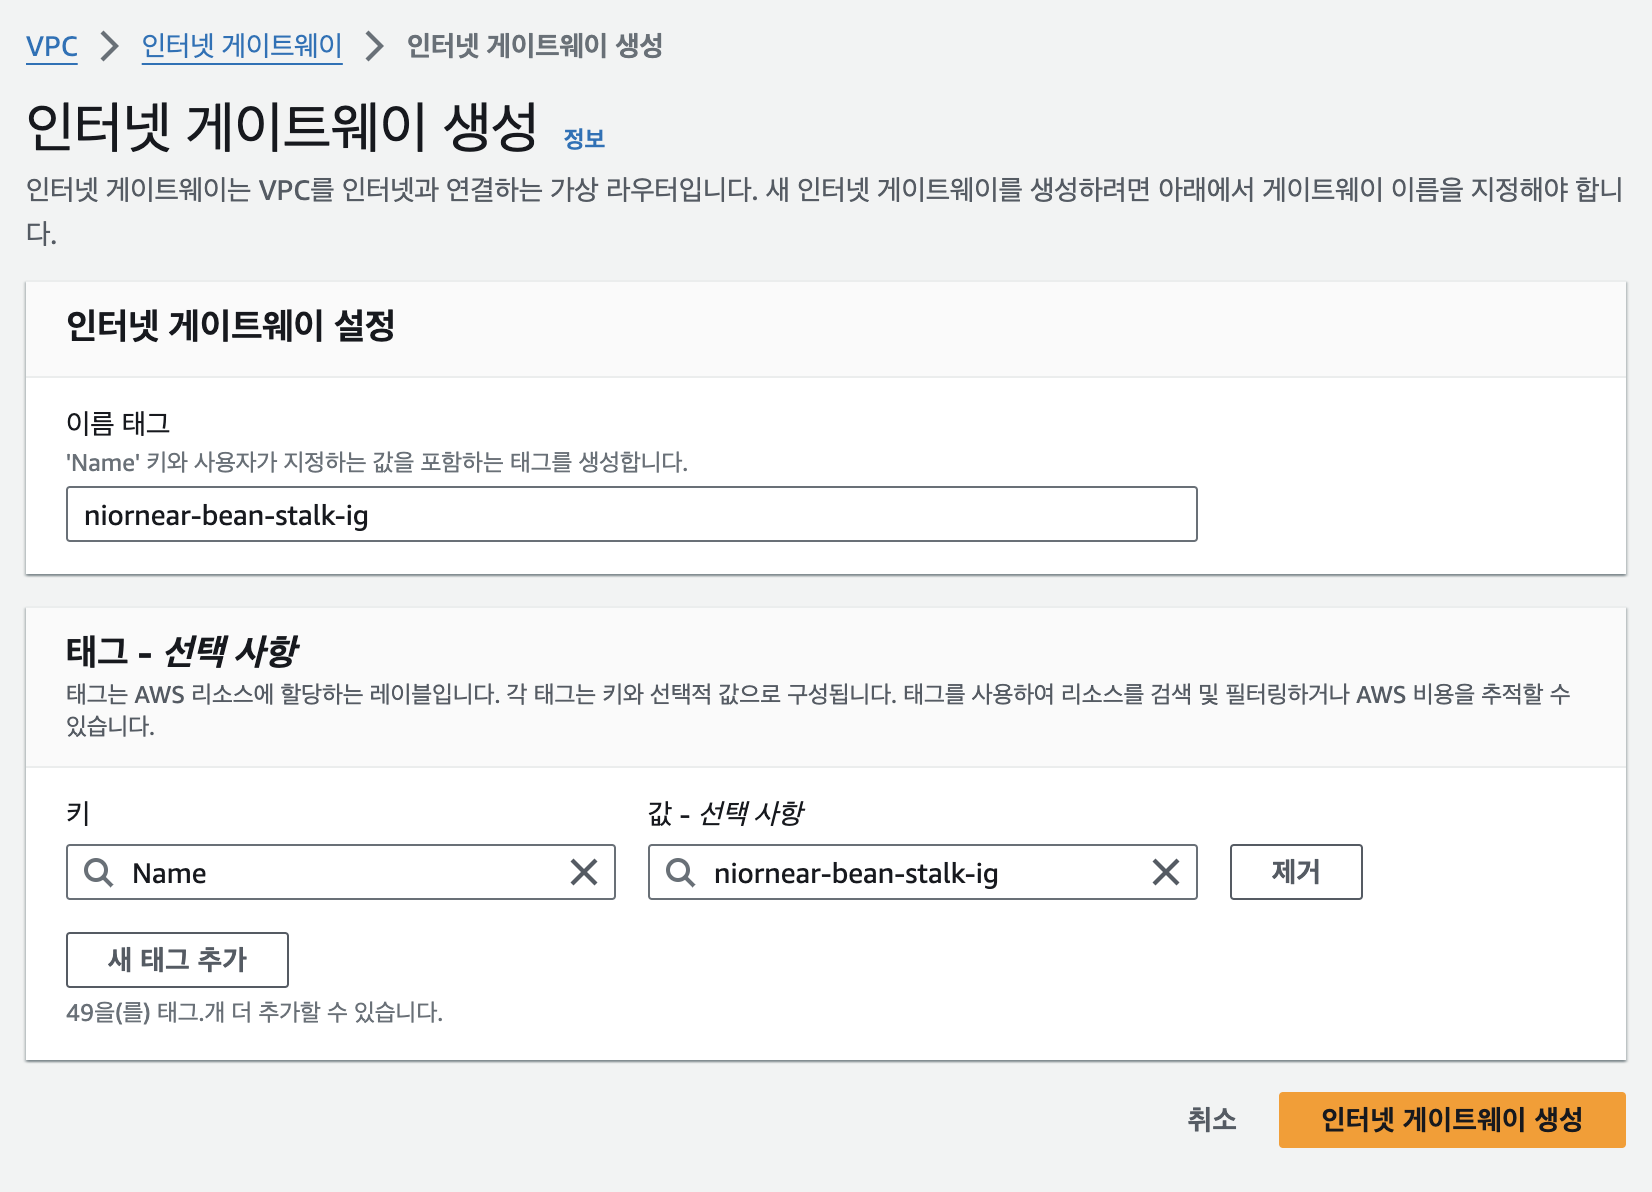 VPC > 인터넷 게이트웨이 > 인터넷 게이트웨이 생성
인터넷 게이트웨이 생성 정보
인터넷 게이트웨이는 VPC를 인터넷과 연결하는 가상 라우터입니다. 새 인터넷 게이트웨이를 생성하려면 아래에서 게이트웨이 이름을 지정해야 합니
다.
인터넷 게이트웨이 설정
이름 태그
'Name' 키와 사용자가 지정하는 값을 포함하는 태그를 생성합니다.
niornear-bean-stalk-ig
태그 - 선택 사항
태그는 AWS 리소스에 할당하는 레이블입니다. 각 태그는 키와 선택적 값으로 구성됩니다. 태그를 사용하여 리소스를 검색 및 필터링하거나 AWS 비용을 추적할 수
있습니다.
키 값 - 선택 사항
Name niornear-bean-stalk-ig 제거
새 태그 추가
49을(를) 태그.개 더 추가할 수 있습니다.
취소 인터넷 게이트웨이 생성